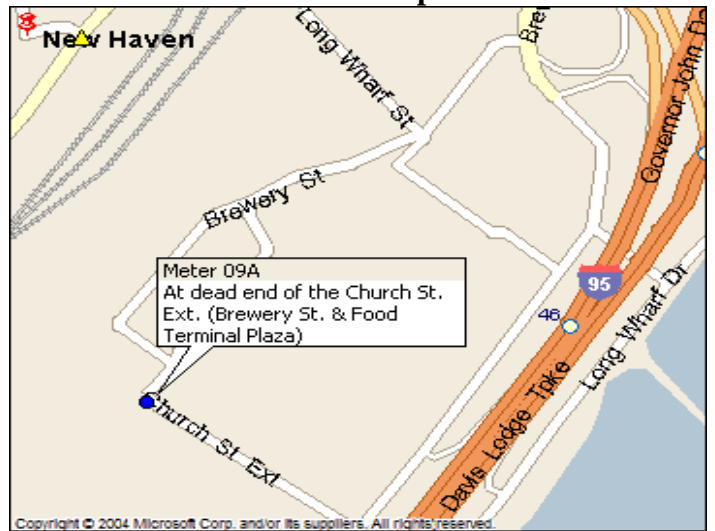 New Haven
Long Wharf St
Brew
Governor John Da
Brewery St
Meter 09A
At dead end of the Church St.
Ext. (Brewery St. & Food
Terminal Plaza)
95
46
Long Wharf Dr
Church St Ext
Davis Lodge Tpke
Copyright © 2004 Microsoft Corp. and/or its suppliers. All rights reserved.